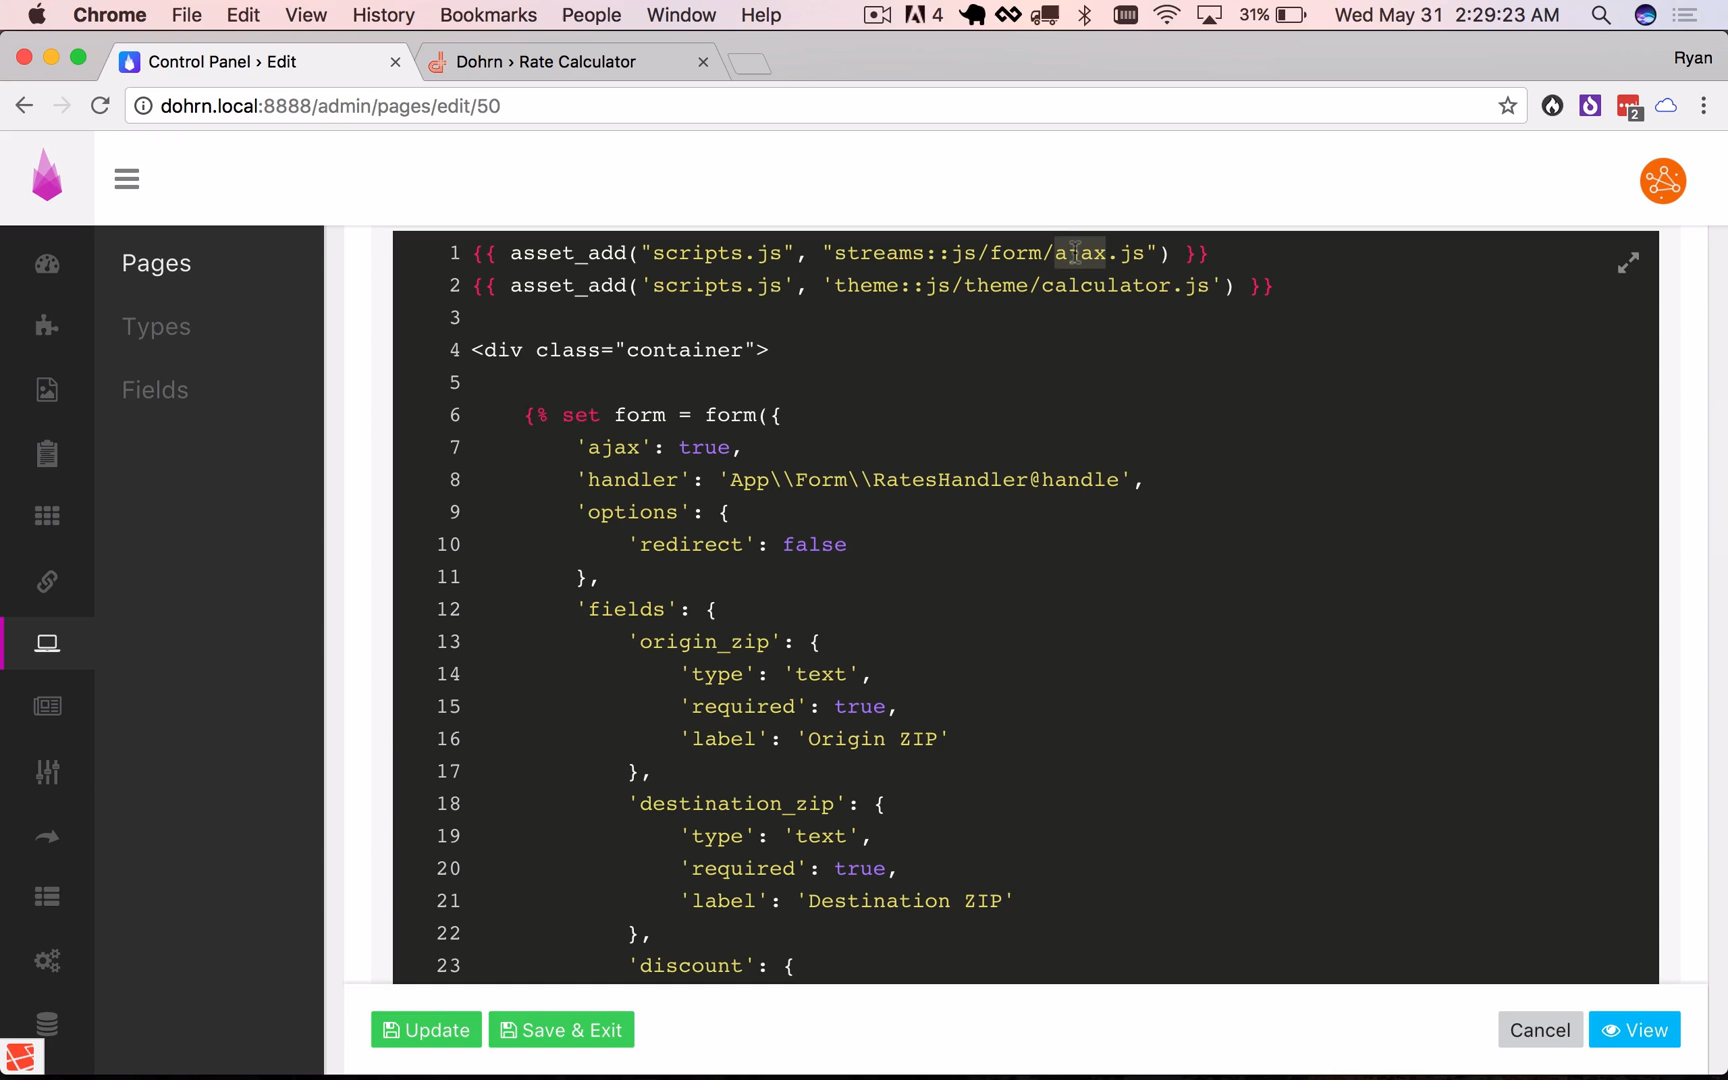 Chrome File Edit View History Bookmarks People Window Help 4 31% Wed May 31 2:29:23 AM
Control Panel › Edit Dohrn › Rate Calculator Ryan
dohrn.local:8888/admin/pages/edit/50 2
Pages
Types
Fields
1 {{ asset_add("scripts.js", "streams::js/form/ajax.js") }}
2 {{ asset_add('scripts.js', 'theme::js/theme/calculator.js') }}
3
4 <div class="container">
5
6 {% set form = form({
7 'ajax': true,
8 'handler': 'App\\Form\\RatesHandler@handle',
9 'options': {
10 'redirect': false
11 },
12 'fields': {
13 'origin_zip': {
14 'type': 'text',
15 'required': true,
16 'label': 'Origin ZIP'
17 },
18 'destination_zip': {
19 'type': 'text',
20 'required': true,
21 'label': 'Destination ZIP'
22 },
23 'discount': {
Update Save & Exit Cancel View